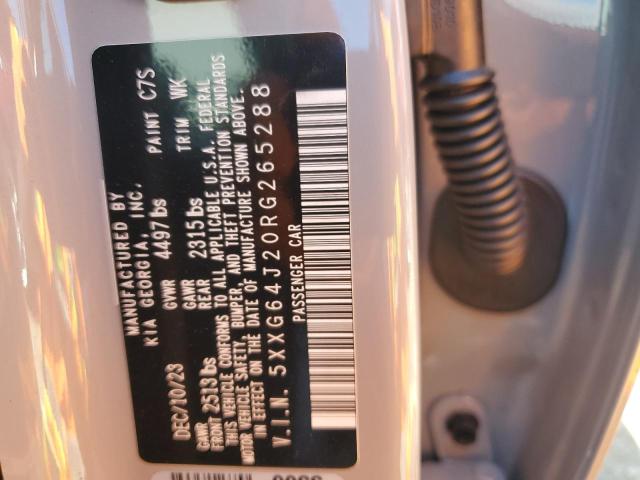 MANUFACTURED BY
KIA GEORGIA, INC.
PAINT C7S
DEC/10/23
GVWR 4497lbs
TRIM WK
GAWR FRONT 2513lbs
GAWR REAR 2315lbs
THIS VEHICLE CONFORMS TO ALL APPLICABLE U.S.A. FEDERAL
MOTOR VEHICLE SAFETY, BUMPER, AND THEFT PREVENTION STANDARDS
IN EFFECT ON THE DATE OF MANUFACTURE SHOWN ABOVE.
V.I.N. 5XXG64J20RG265288
PASSENGER CAR